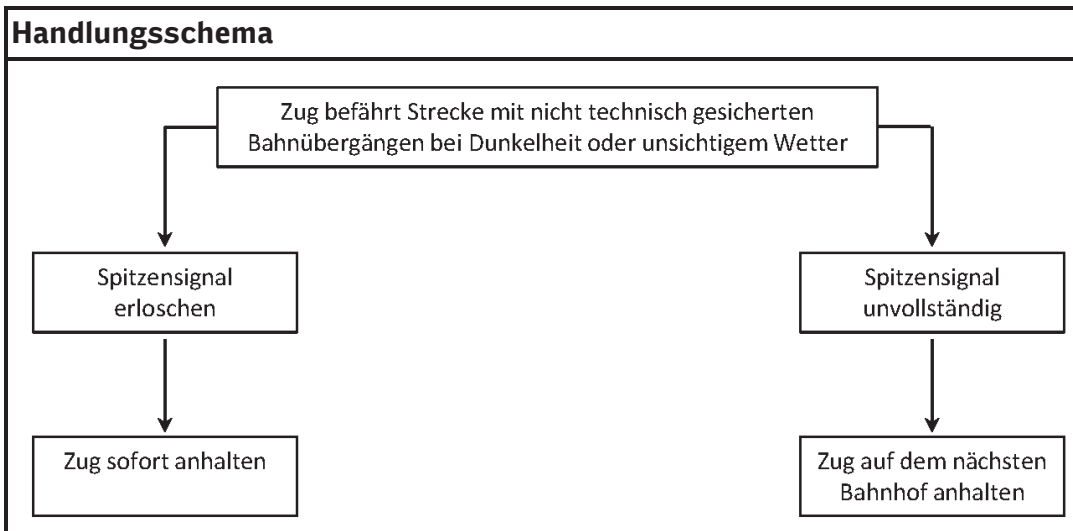 Handlungsschema
Zug befährt Strecke mit nicht technisch gesicherten
Bahnübergängen bei Dunkelheit oder unsichtigem Wetter
Spitzensignal
erloschen
Spitzensignal
unvollständig
Zug sofort anhalten
Zug auf dem nächsten
Bahnhof anhalten